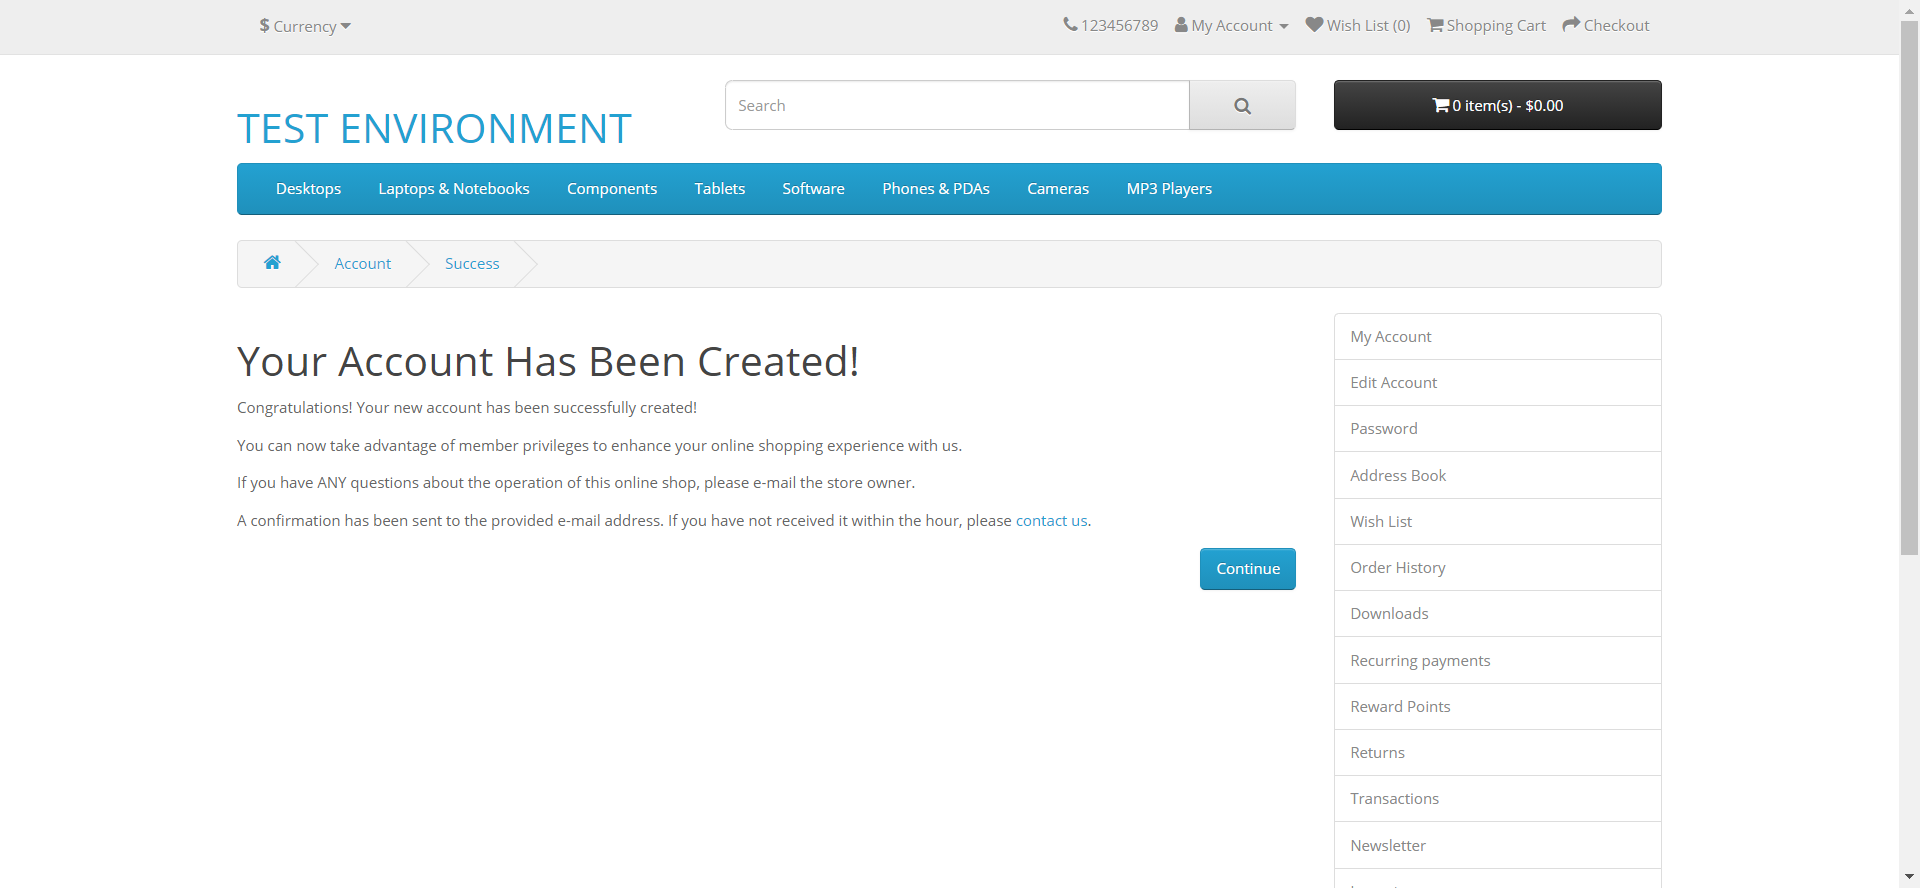 $ Currency
123456789
My Account
Wish List (0)
Shopping Cart
Checkout
TEST ENVIRONMENT
Search
0 item(s) - $0.00
Desktops
Laptops & Notebooks
Components
Tablets
Software
Phones & PDAs
Cameras
MP3 Players
Account
Success
Your Account Has Been Created!
Congratulations! Your new account has been successfully created!
You can now take advantage of member privileges to enhance your online shopping experience with us.
If you have ANY questions about the operation of this online shop, please e-mail the store owner.
A confirmation has been sent to the provided e-mail address. If you have not received it within the hour, please contact us.
Continue
My Account
Edit Account
Password
Address Book
Wish List
Order History
Downloads
Recurring payments
Reward Points
Returns
Transactions
Newsletter